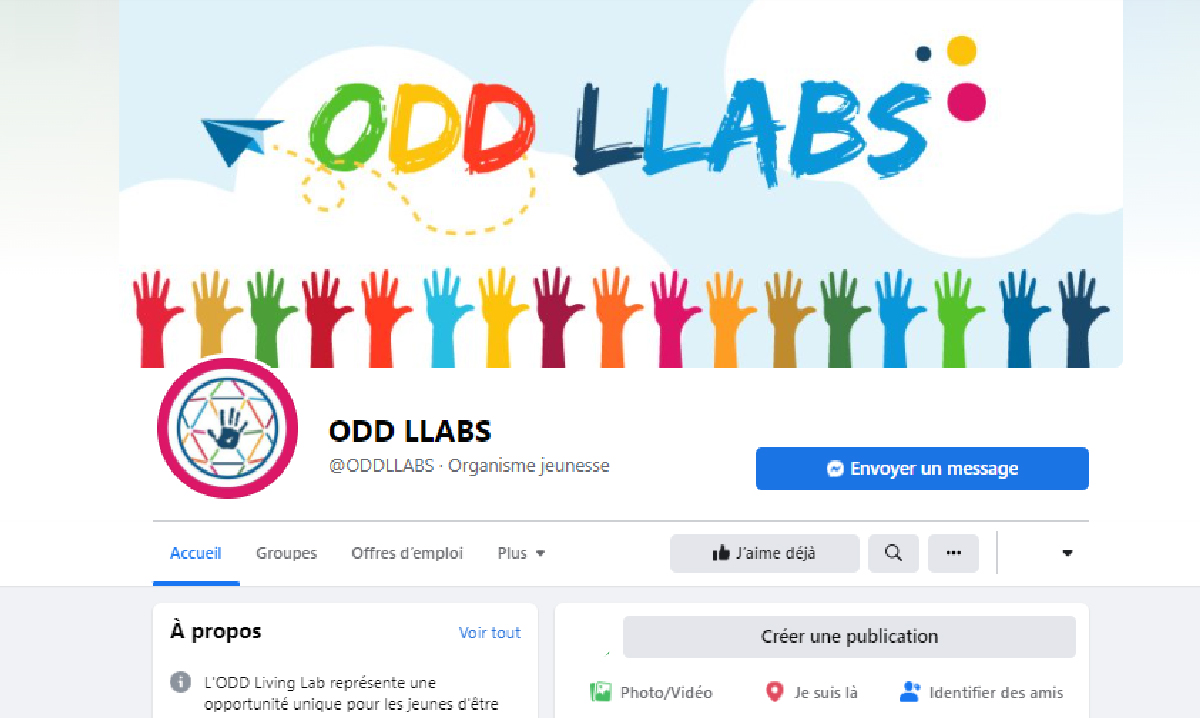 ODD LLABS
ODD LLABS
@ODDLLABS · Organisme jeunesse
Envoyer un message
Accueil Groupes Offres d'emploi Plus
J'aime déjà
À propos Voir tout
L'ODD Living Lab représente une
opportunité unique pour les jeunes d'être
Créer une publication
Photo/Vidéo Je suis là Identifier des amis